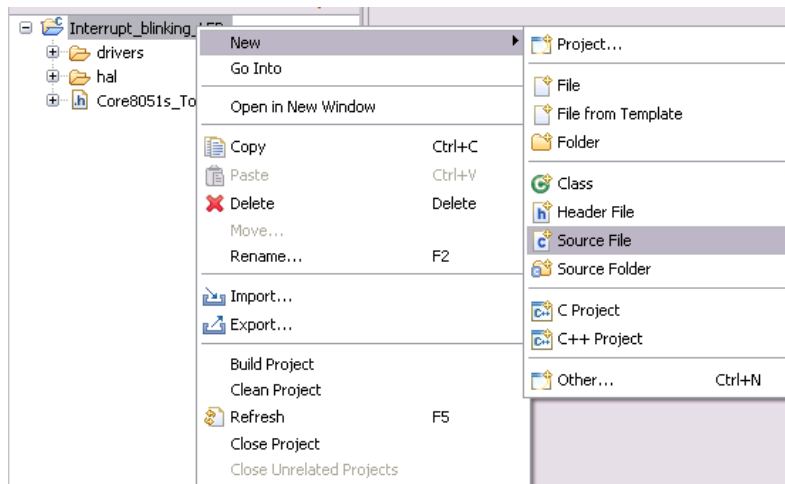 Interrupt_blinking_LED
drivers
hal
Core8051s_To
New
Go Into
Open in New Window
Copy Ctrl+C
Paste Ctrl+V
Delete Delete
Move...
Rename... F2
Import...
Export...
Build Project
Clean Project
Refresh F5
Close Project
Close Unrelated Projects
Project...
File
File from Template
Folder
Class
Header File
Source File
Source Folder
C Project
C++ Project
Other... Ctrl+N